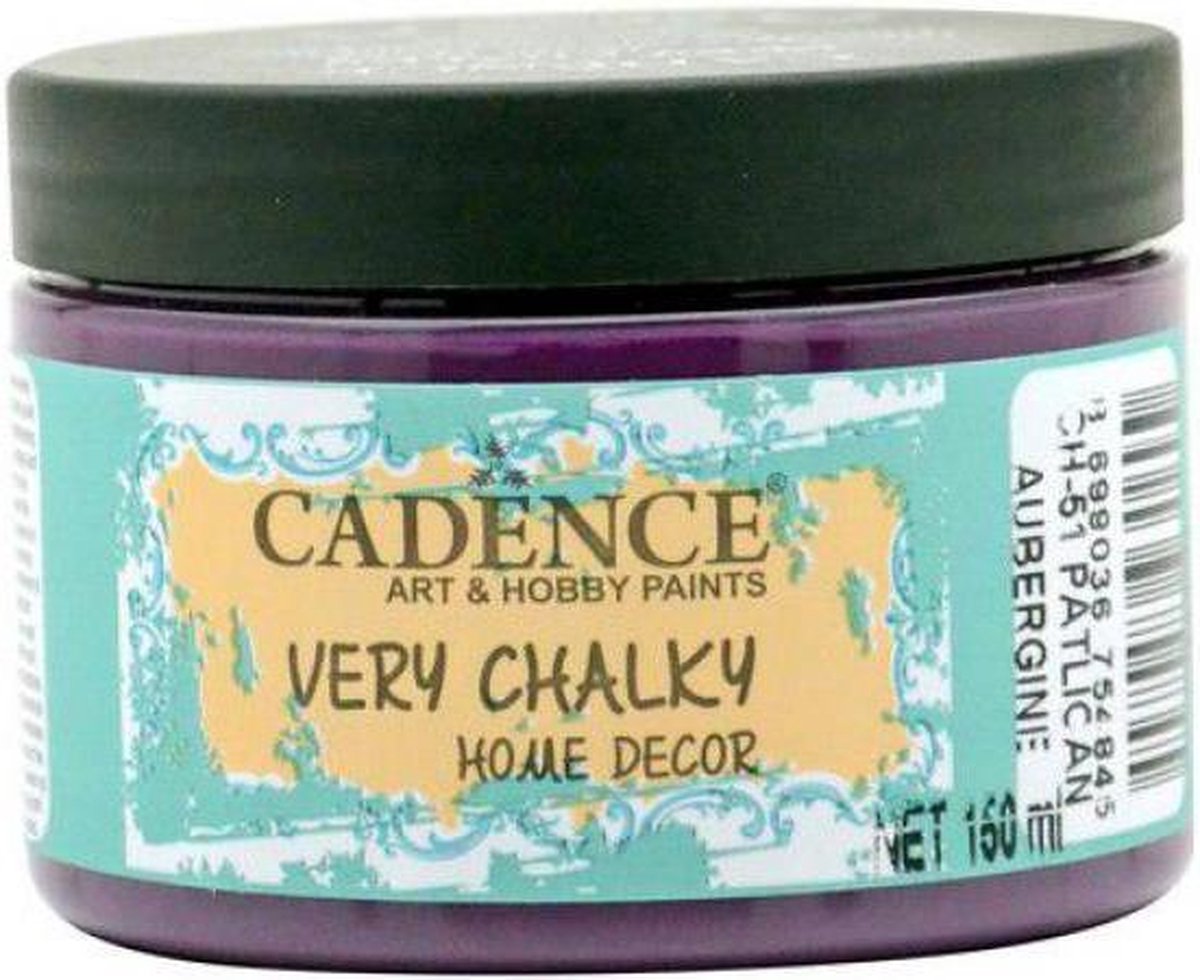 CADENCE®
ART & HOBBY PAINTS
VERY CHALKY
HOME DECOR
CH-51 PATLICAN
AUBERGINE
NET 150 ml